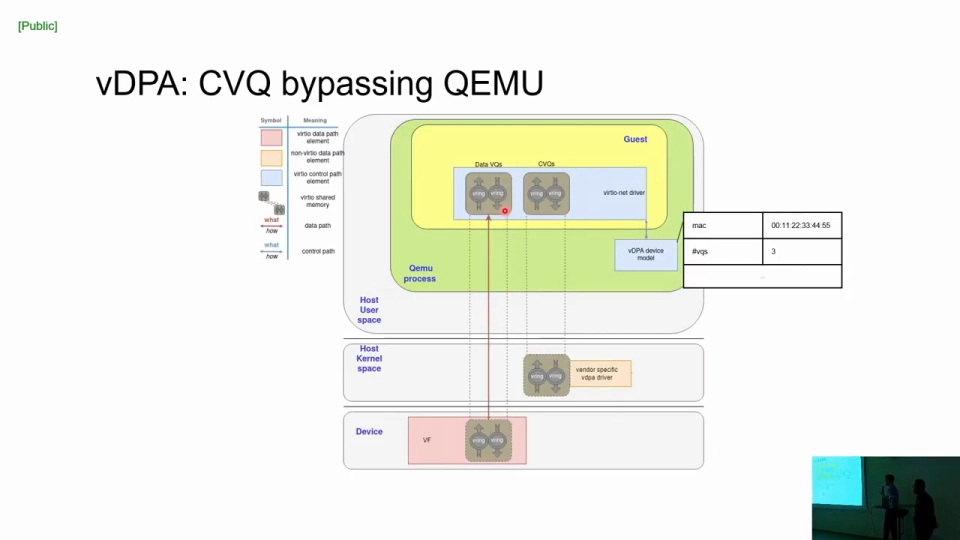 [Public]
vDPA: CVQ bypassing QEMU
Symbol Meaning
virtio data path
element
non-virtio data path
element
virtio control path
element
virtio shared
memory
what
how
data path
what
how
control path
Guest
Data VQs CVQs
vring vring vring vring
virtio-net driver
vDPA device
model
mac 00:11:22:33:44:55
#vqs 3
...
Qemu
process
Host
User
space
Host
Kernel
space
vring vring
vendor specific
vdpa driver
Device
VF
vring vring